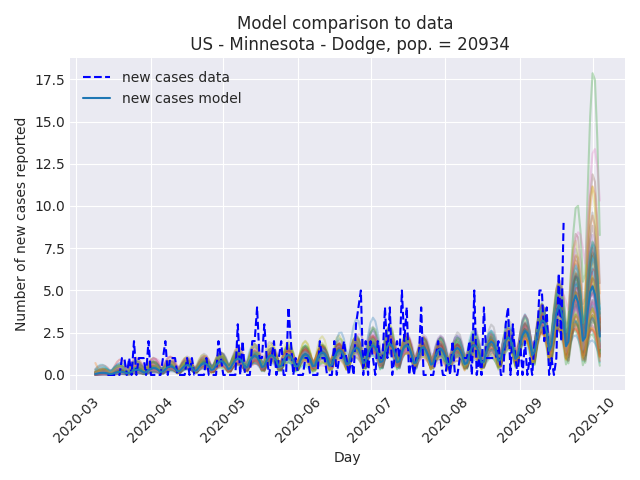 Model comparison to data
US - Minnesota - Dodge, pop. = 20934
new cases data
new cases model
Number of new cases reported
17.5
15.0
12.5
10.0
7.5
5.0
2.5
0.0
2020-03
2020-04
2020-05
2020-06
2020-07
2020-08
2020-09
2020-10
Day